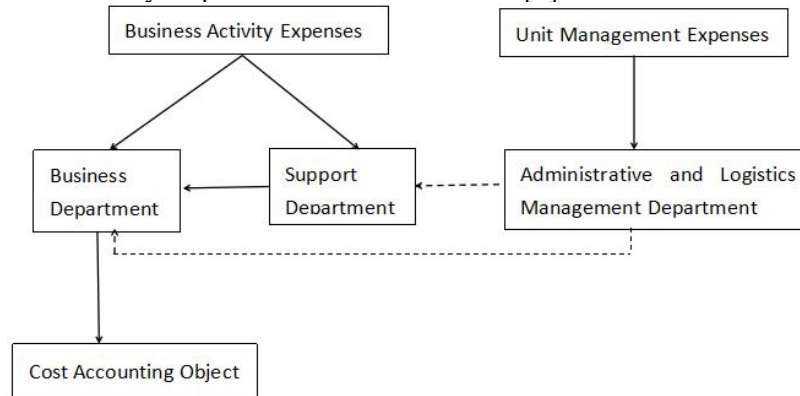 Business Activity Expenses
Unit Management Expenses
Business
Department
Support
Department
Administrative and Logistics
Management Department
Cost Accounting Object